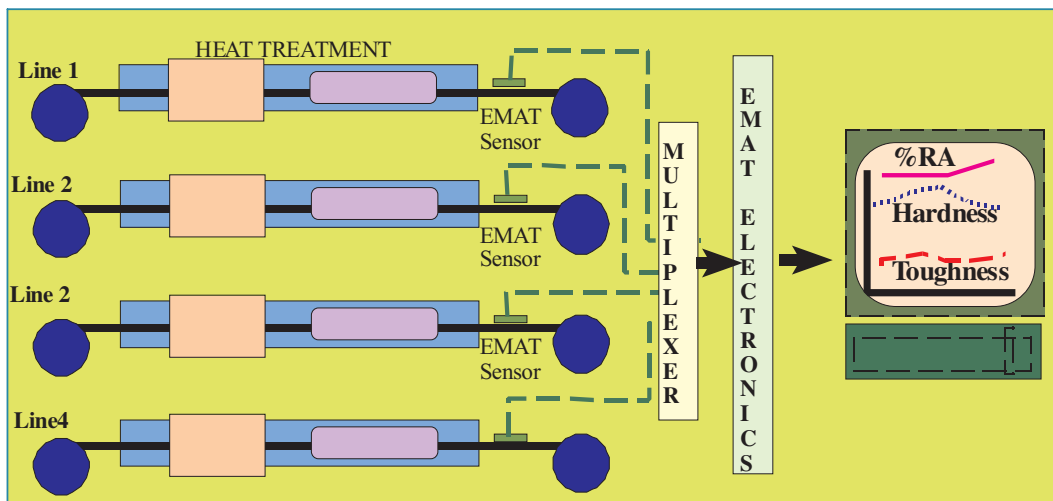 HEAT TREATMENT
Line 1
EMAT
Sensor
Line 2
EMAT
Sensor
Line 2
EMAT
Sensor
Line4
MULTIPLEXER
EMAT ELECTRONICS
%RA
Hardness
Toughness